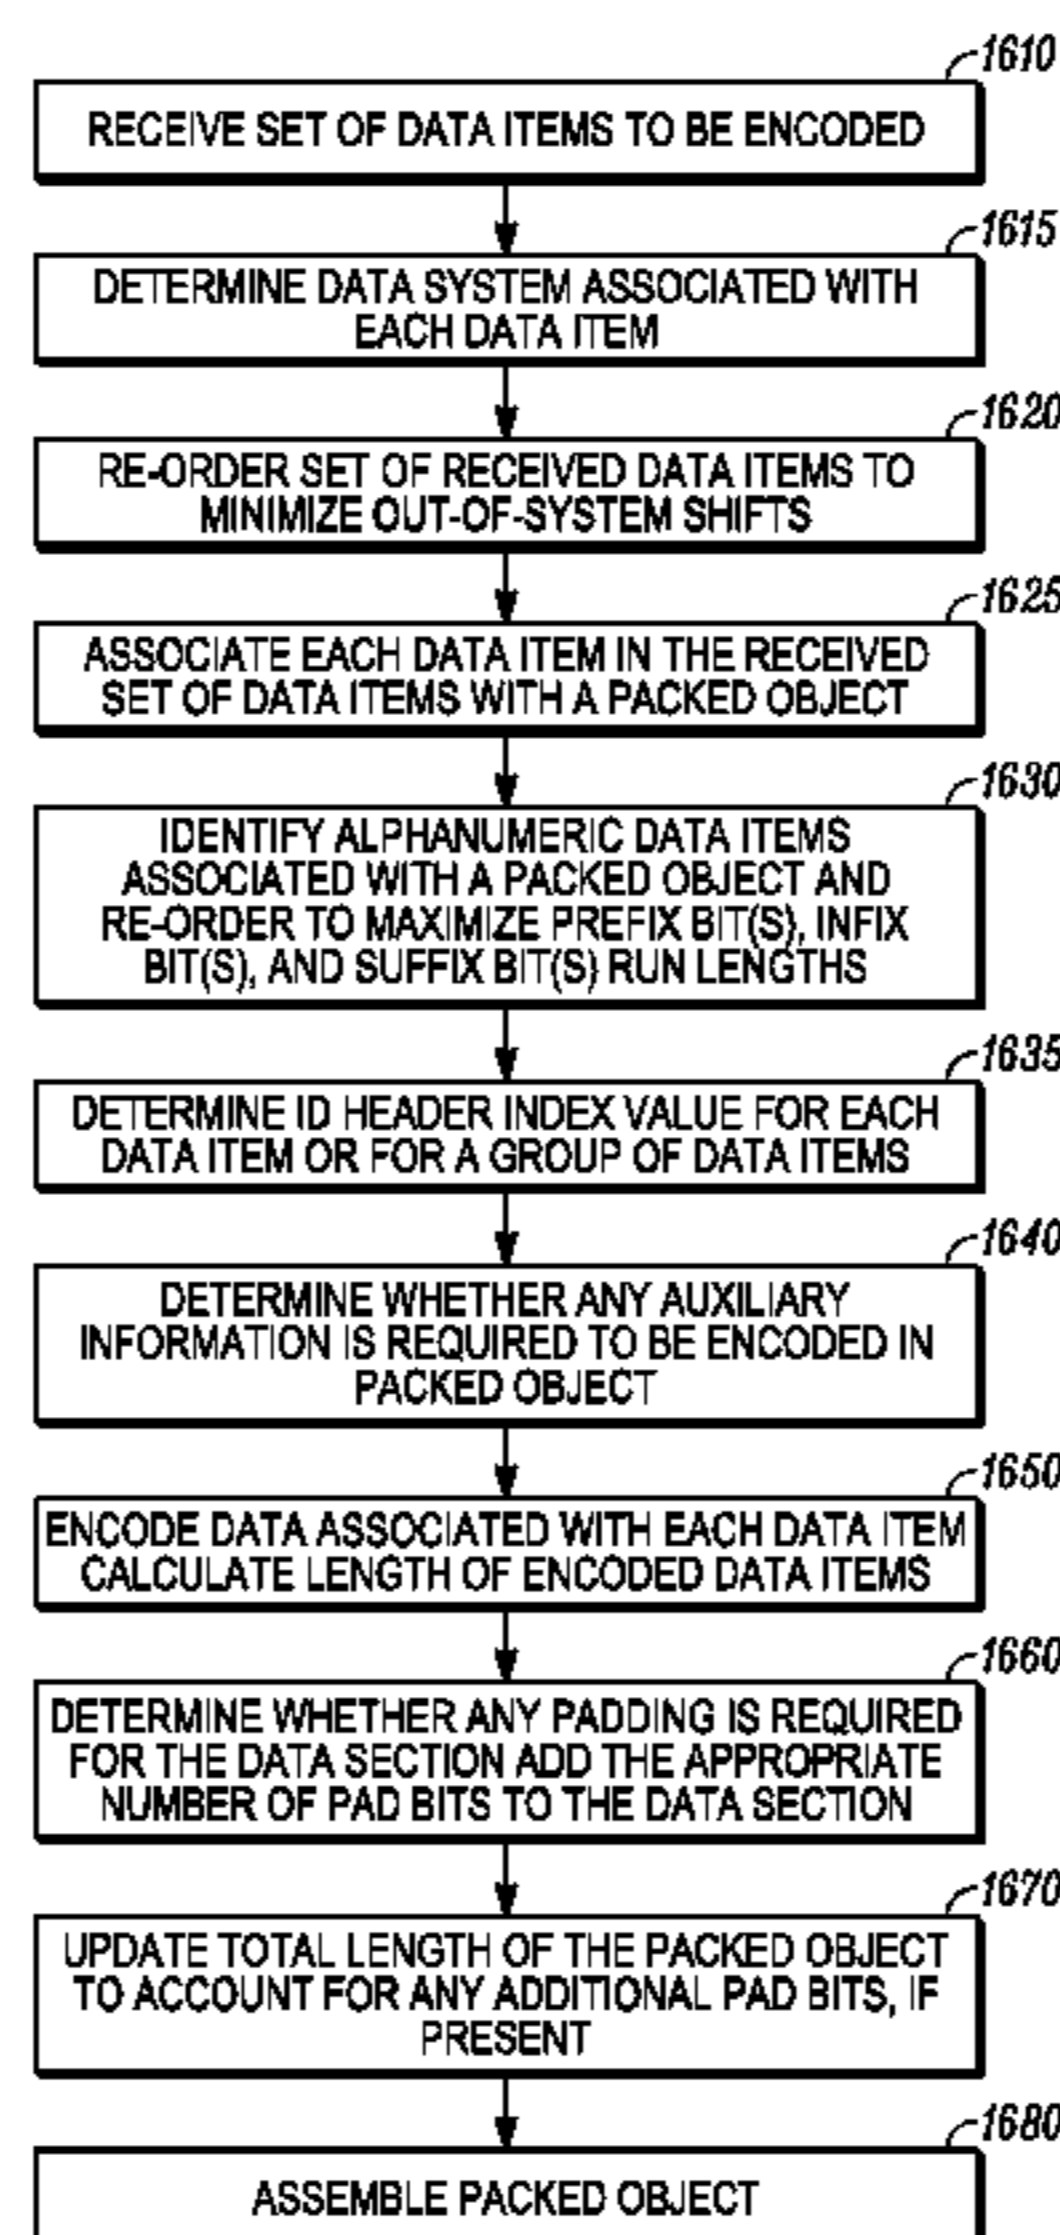 1610
RECEIVE SET OF DATA ITEMS TO BE ENCODED
1615
DETERMINE DATA SYSTEM ASSOCIATED WITH
EACH DATA ITEM
1620
RE-ORDER SET OF RECEIVED DATA ITEMS TO
MINIMIZE OUT-OF-SYSTEM SHIFTS
1625
ASSOCIATE EACH DATA ITEM IN THE RECEIVED
SET OF DATA ITEMS WITH A PACKED OBJECT
1630
IDENTIFY ALPHANUMERIC DATA ITEMS
ASSOCIATED WITH A PACKED OBJECT AND
RE-ORDER TO MAXIMIZE PREFIX BIT(S), INFIX
BIT(S), AND SUFFIX BIT(S) RUN LENGTHS
1635
DETERMINE ID HEADER INDEX VALUE FOR EACH
DATA ITEM OR FOR A GROUP OF DATA ITEMS
1640
DETERMINE WHETHER ANY AUXILIARY
INFORMATION IS REQUIRED TO BE ENCODED IN
PACKED OBJECT
1650
ENCODE DATA ASSOCIATED WITH EACH DATA ITEM
CALCULATE LENGTH OF ENCODED DATA ITEMS
1660
DETERMINE WHETHER ANY PADDING IS REQUIRED
FOR THE DATA SECTION ADD THE APPROPRIATE
NUMBER OF PAD BITS TO THE DATA SECTION
1670
UPDATE TOTAL LENGTH OF THE PACKED OBJECT
TO ACCOUNT FOR ANY ADDITIONAL PAD BITS, IF
PRESENT
1680
ASSEMBLE PACKED OBJECT